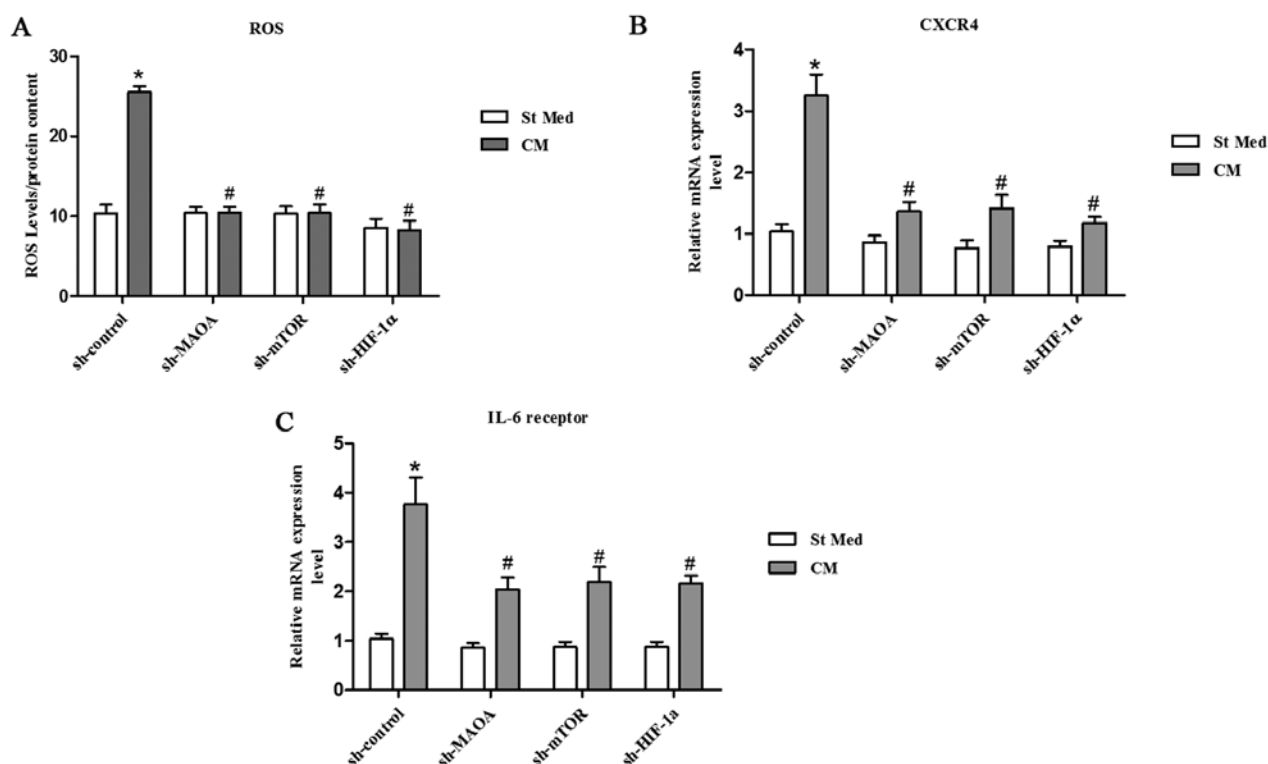 A
ROS
ROS Levels/protein content
30
20
10
0
*
#
#
#
sh-control
sh-MAOA
sh-mTOR
sh-HIF-1α
St Med
CM
B
CXCR4
Relative mRNA expression
level
4
3
2
1
0
*
#
#
#
sh-control
sh-MAOA
sh-mTOR
sh-HIF-1α
St Med
CM
C
IL-6 receptor
Relative mRNA expression
level
5
4
3
2
1
0
*
#
#
#
sh-control
sh-MAOA
sh-mTOR
sh-HIF-1a
St Med
CM